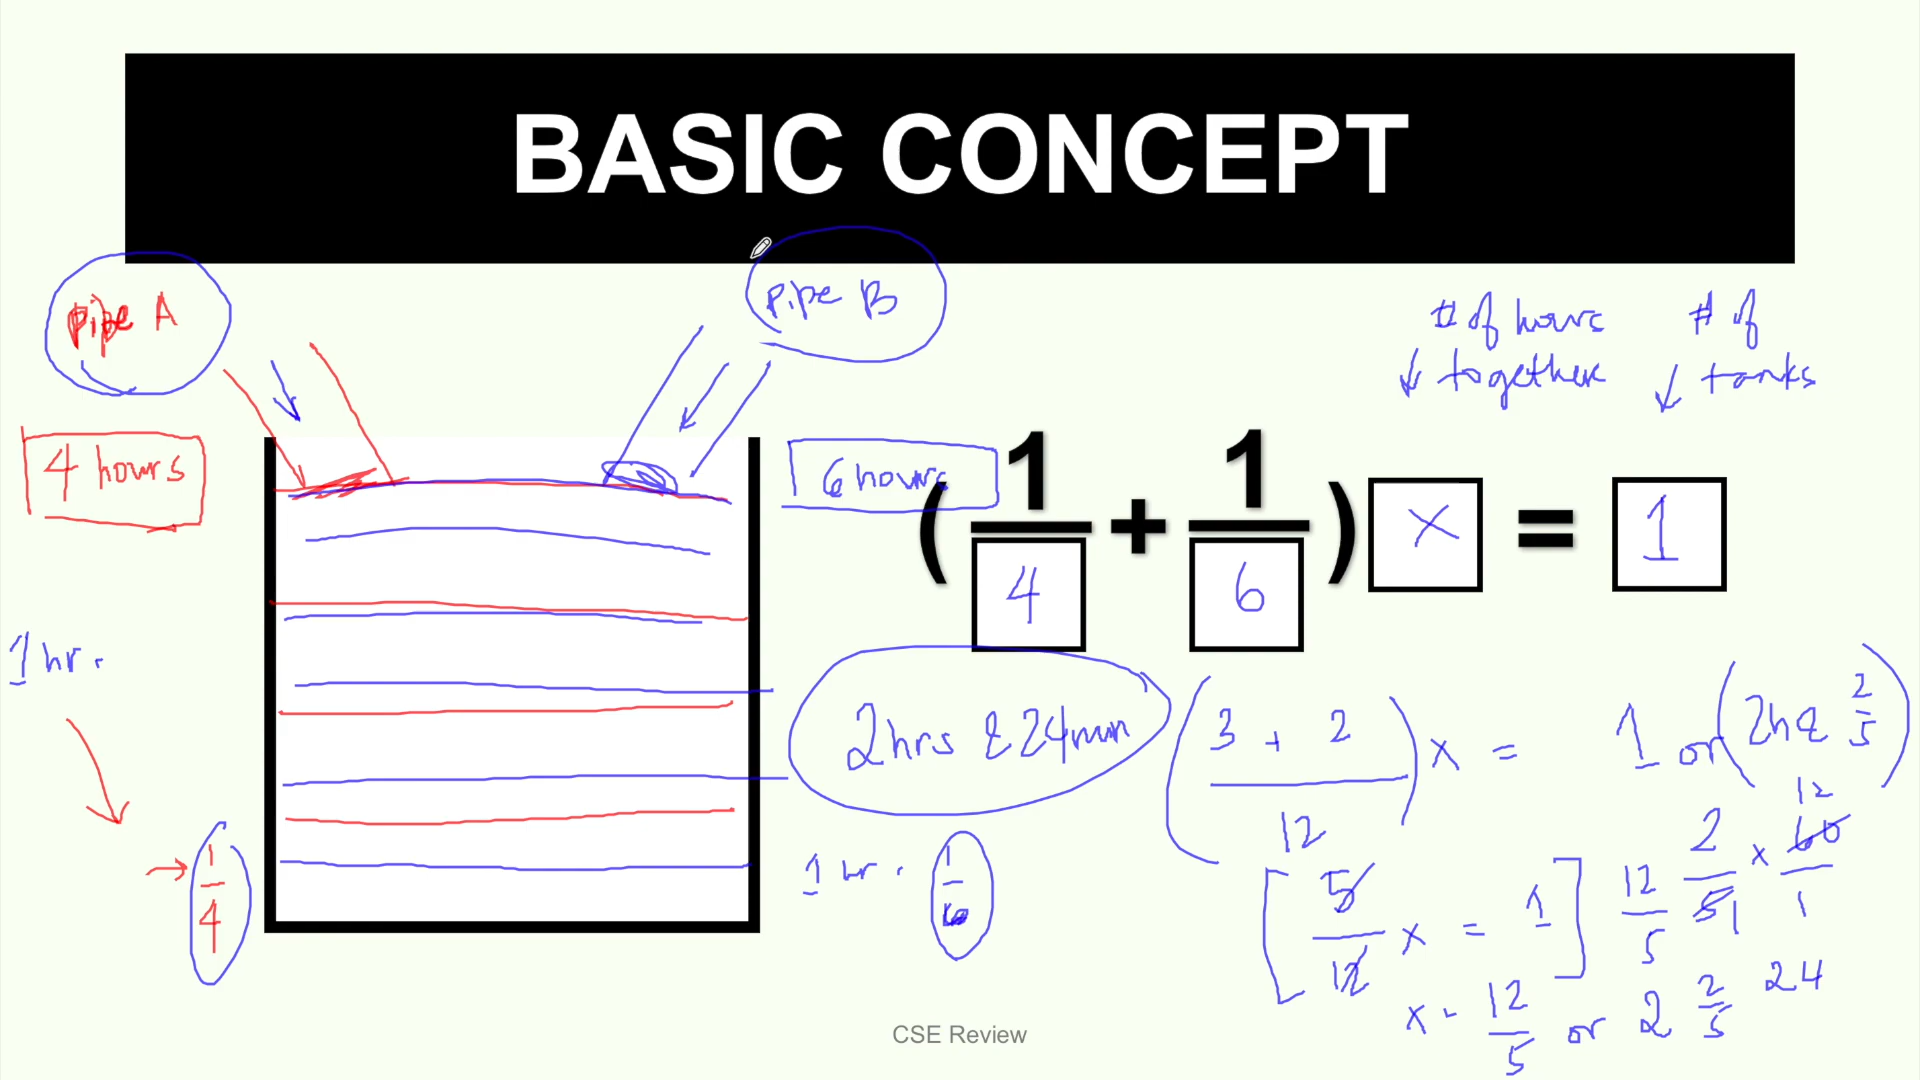 BASIC CONCEPT
Pipe A
Pipe B
# of hours
together
# of
tanks
4 hours
6 hours
( 1/4 + 1/6 ) x = 1
1 hr.
1/4
2hrs & 24min
( 3 + 2 / 12 ) x = 1 or ( 2h & 2/5 )
1 hr. 1/6
[ 5/12 x = 1 ]
12/5
2/5 1 x 60/1 12
24
x = 12/5 or 2 2/5
CSE Review